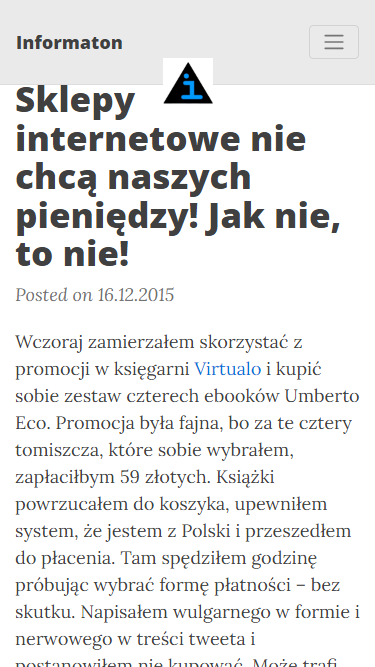 Informaton
i
Sklepy
internetowe nie
chcą naszych
pieniędzy! Jak nie,
to nie!
Posted on 16.12.2015
Wczoraj zamierzałem skorzystać z
promocji w księgarni Virtualo i kupić
sobie zestaw czterech ebooków Umberto
Eco. Promocja była fajna, bo za te cztery
tomiszcza, które sobie wybrałem,
zapłaciłbym 59 złotych. Książki
powrzucałem do koszyka, upewniłem
system, że jestem z Polski i przeszedłem
do płacenia. Tam spędziłem godzinę
próbując wybrać formę płatności – bez
skutku. Napisałem wulgarnego w formie i
nerwowego w treści tweeta i
postanowiłem nie kupować. Może trafi